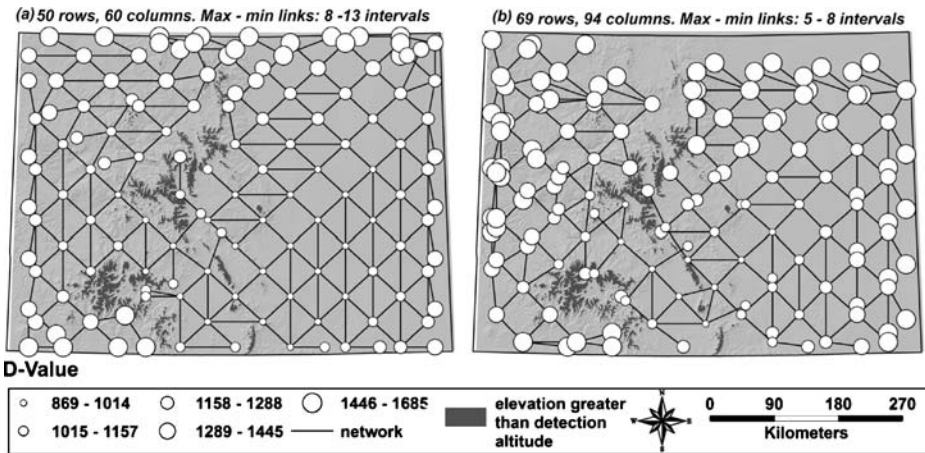 (a) 50 rows, 60 columns. Max - min links: 8 -13 intervals
(b) 69 rows, 94 columns. Max - min links: 5 - 8 intervals
D-Value
869 - 1014
1158 - 1288
1446 - 1685
1015 - 1157
1289 - 1445
network
elevation greater
than detection
altitude
N
W
E
S
0 90 180 270
Kilometers